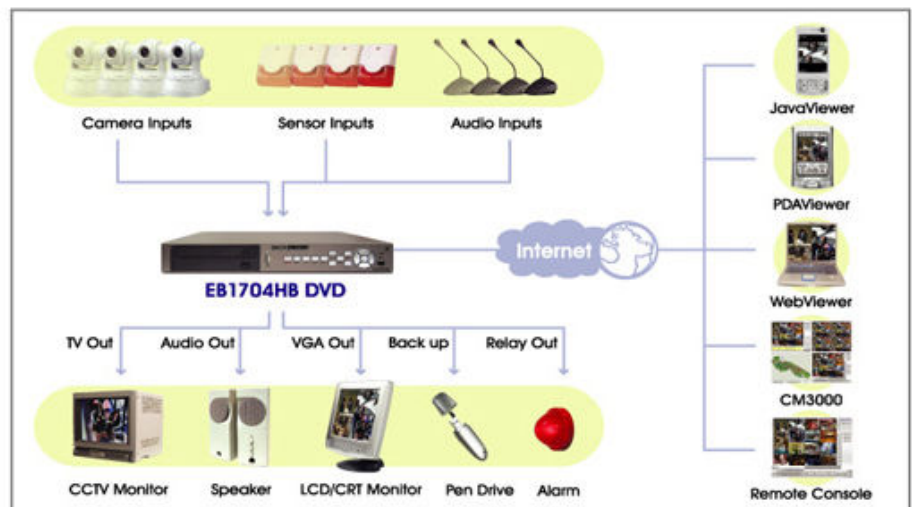 Camera Inputs
Sensor Inputs
Audio Inputs
JavaViewer
PDAViewer
Internet
WebViewer
EB1704HB DVD
TV Out
Audio Out
VGA Out
Back up
Relay Out
CM3000
CCTV Monitor
Speaker
LCD/CRT Monitor
Pen Drive
Alarm
Remote Console